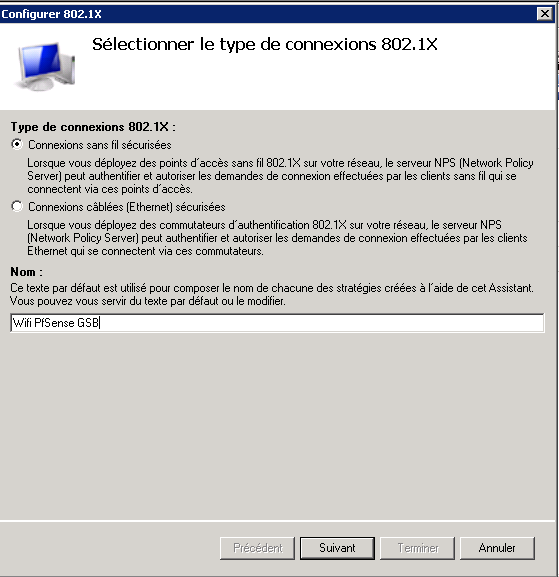 Configurer 802.1X
Sélectionner le type de connexions 802.1X
Type de connexions 802.1X :
Connexions sans fil sécurisées
Lorsque vous déployez des points d'accès sans fil 802.1X sur votre réseau, le serveur NPS (Network Policy
Server) peut authentifier et autoriser les demandes de connexion effectuées par les clients sans fil qui se
connectent via ces points d'accès.
Connexions câblées (Ethernet) sécurisées
Lorsque vous déployez des commutateurs d'authentification 802.1X sur votre réseau, le serveur NPS
(Network Policy Server) peut authentifier et autoriser les demandes de connexion effectuées par les clients
Ethernet qui se connectent via ces commutateurs.
Nom :
Ce texte par défaut est utilisé pour composer le nom de chacune des stratégies créées à l'aide de cet Assistant.
Vous pouvez vous servir du texte par défaut ou le modifier.
Wifi PfSense GSB
Précédent Suivant Terminer Annuler